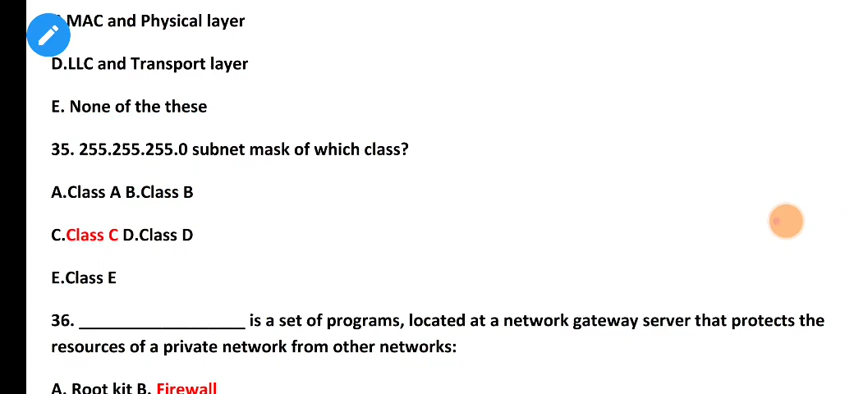 MAC and Physical layer
D.LLC and Transport layer
E. None of the these
35. 255.255.255.0 subnet mask of which class?
A.Class A B.Class B
C.Class C D.Class D
E.Class E
36. __________________ is a set of programs, located at a network gateway server that protects the
resources of a private network from other networks:
A. Root kit B. Firewall